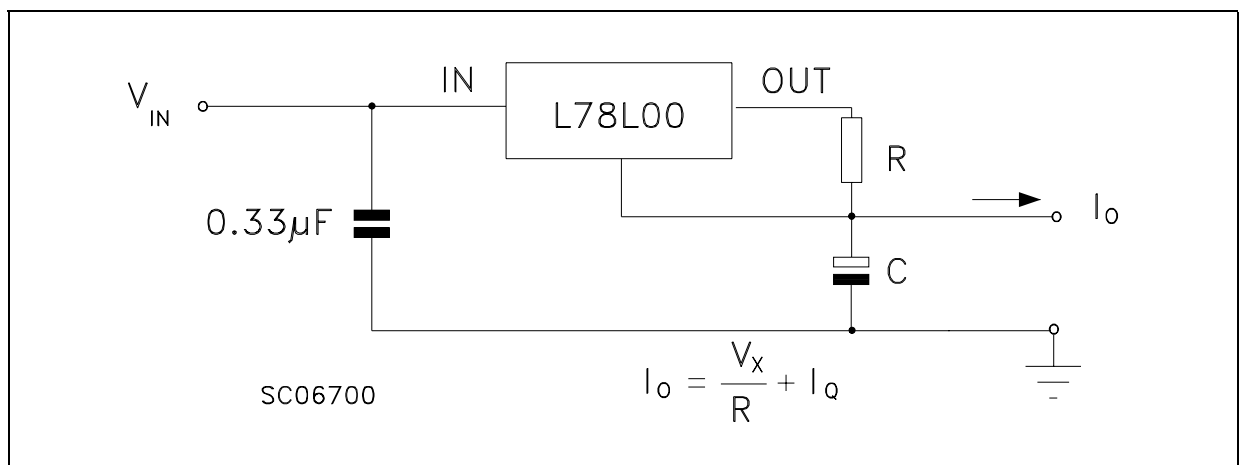 V_IN
IN
L78L00
OUT
R
0.33µF
I_O
C
I_O = V_X/R + I_Q
SC06700